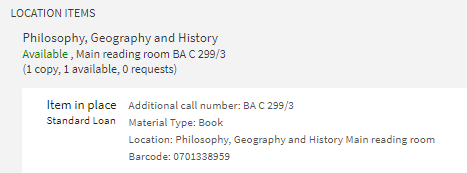 LOCATION ITEMS
Philosophy, Geography and History
Available , Main reading room BA C 299/3
(1 copy, 1 available, 0 requests)
Item in place Additional call number: BA C 299/3
Standard Loan Material Type: Book
Location: Philosophy, Geography and History Main reading room
Barcode: 0701338959